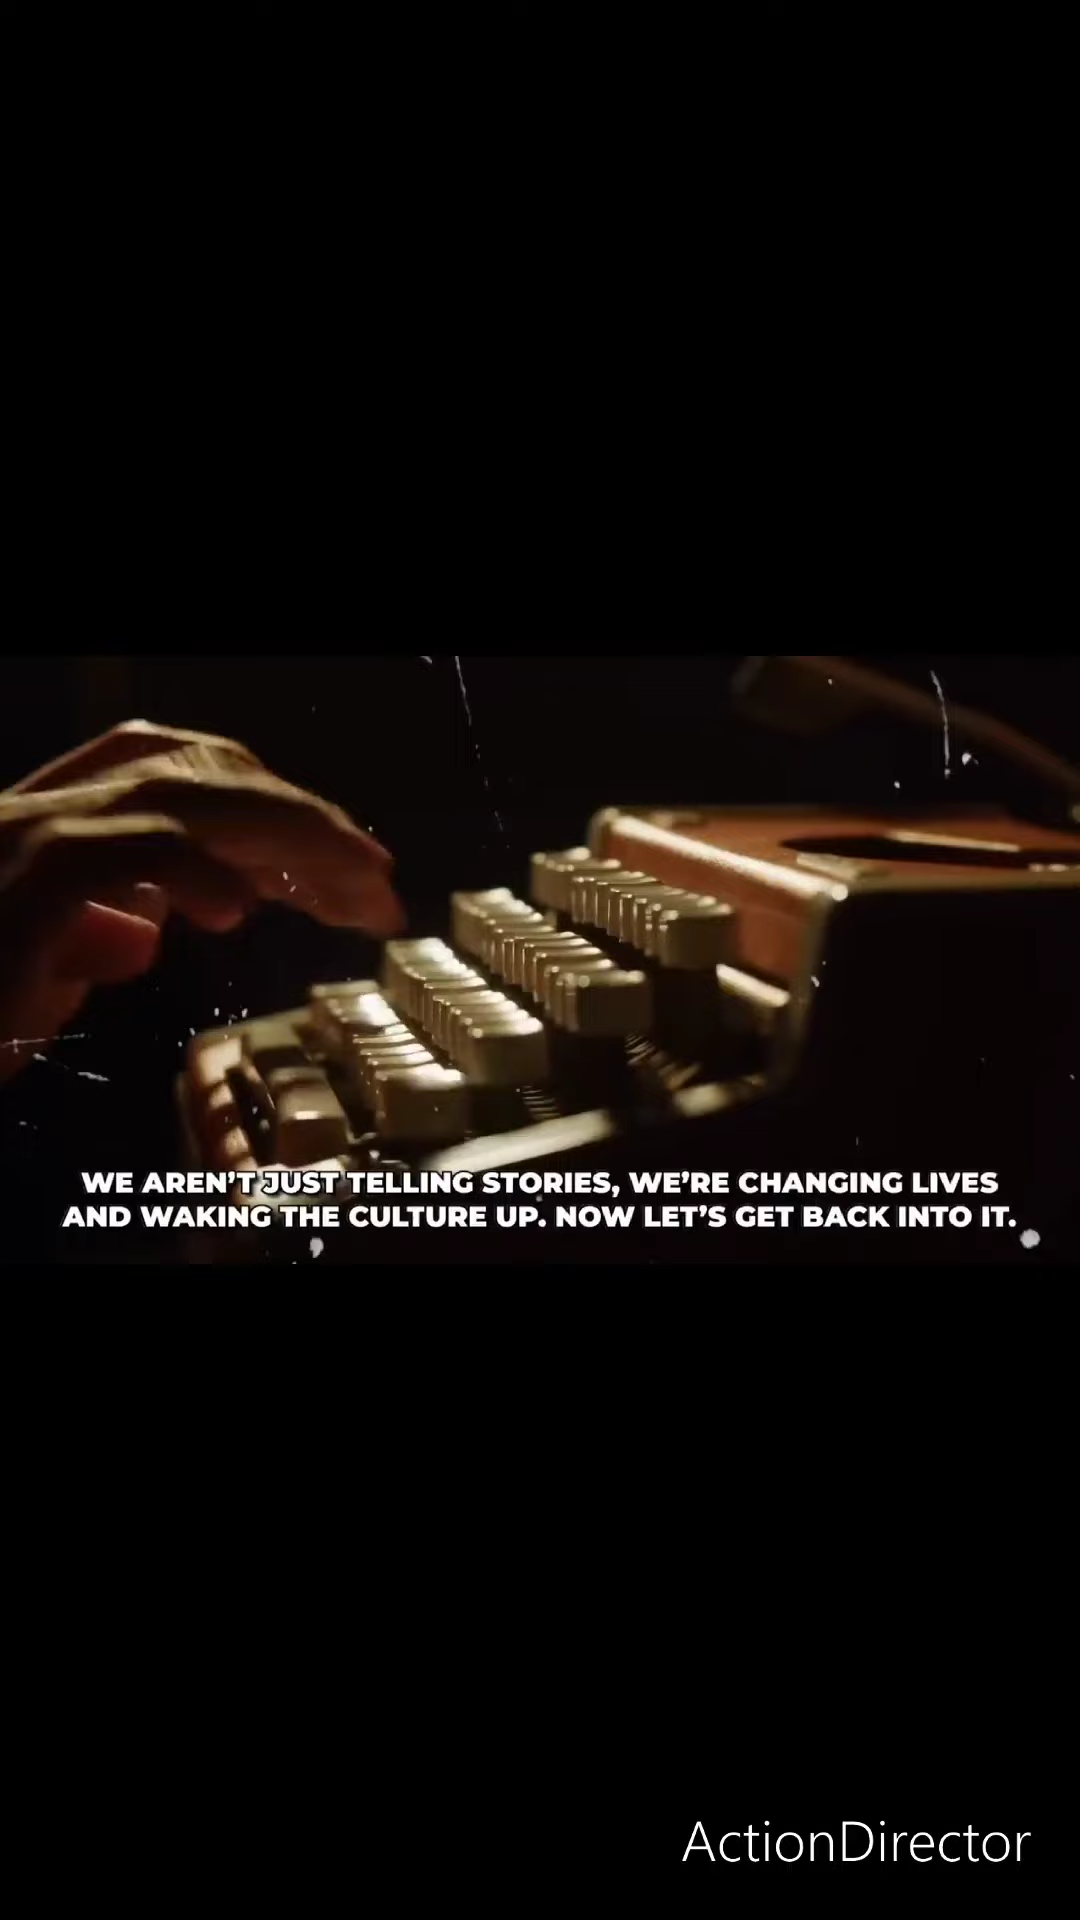 WE AREN'T JUST TELLING STORIES, WE'RE CHANGING LIVES
AND WAKING THE CULTURE UP. NOW LET'S GET BACK INTO IT.
ActionDirector